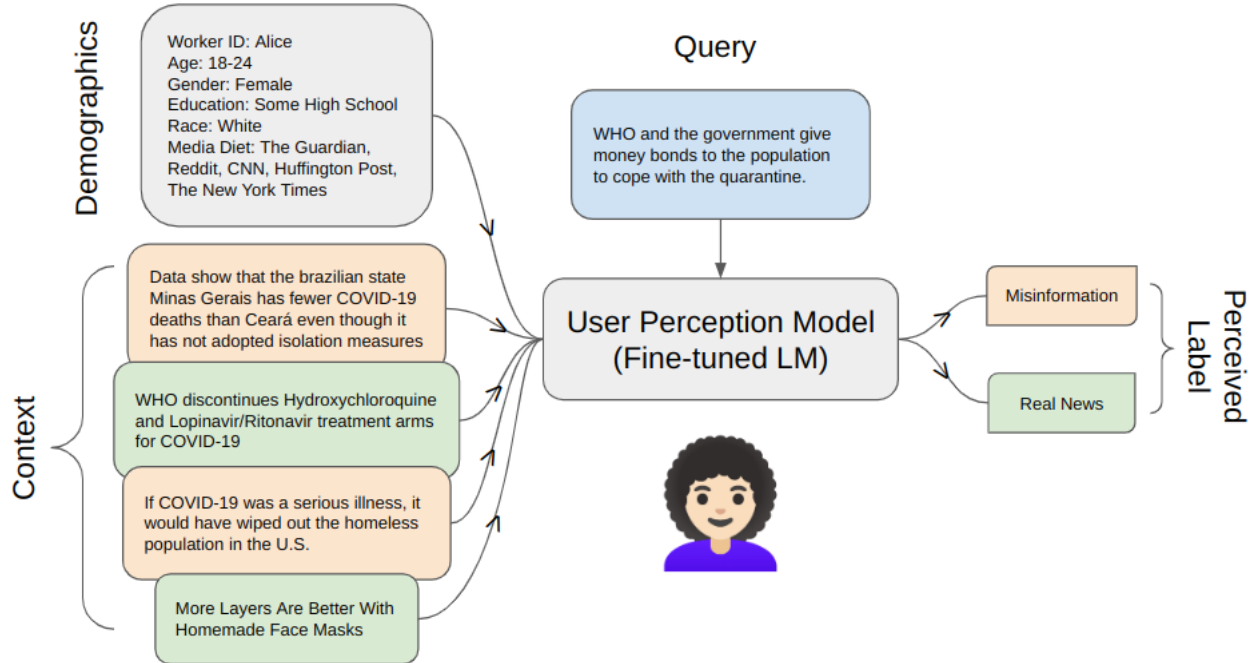 Demographics
Worker ID: Alice
Age: 18-24
Gender: Female
Education: Some High School
Race: White
Media Diet: The Guardian,
Reddit, CNN, Huffington Post,
The New York Times
Query
WHO and the government give
money bonds to the population
to cope with the quarantine.
Context
Data show that the brazilian state
Minas Gerais has fewer COVID-19
deaths than Ceará even though it
has not adopted isolation measures
WHO discontinues Hydroxychloroquine
and Lopinavir/Ritonavir treatment arms
for COVID-19
If COVID-19 was a serious illness, it
would have wiped out the homeless
population in the U.S.
More Layers Are Better With
Homemade Face Masks
User Perception Model
(Fine-tuned LM)
Misinformation
Real News
Perceived
Label